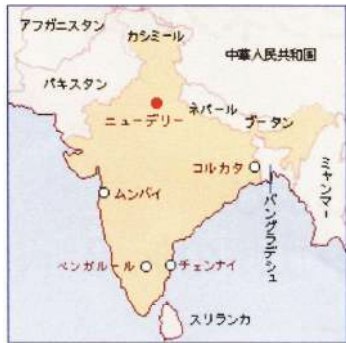 アフガニスタン
カシミール
中華人民共和国
パキスタン
ネパール
ニューデリー
ブータン
コルカタ
ミャンマー
ムンバイ
バングラデシュ
ベンガルール
チェンナイ
スリランカ